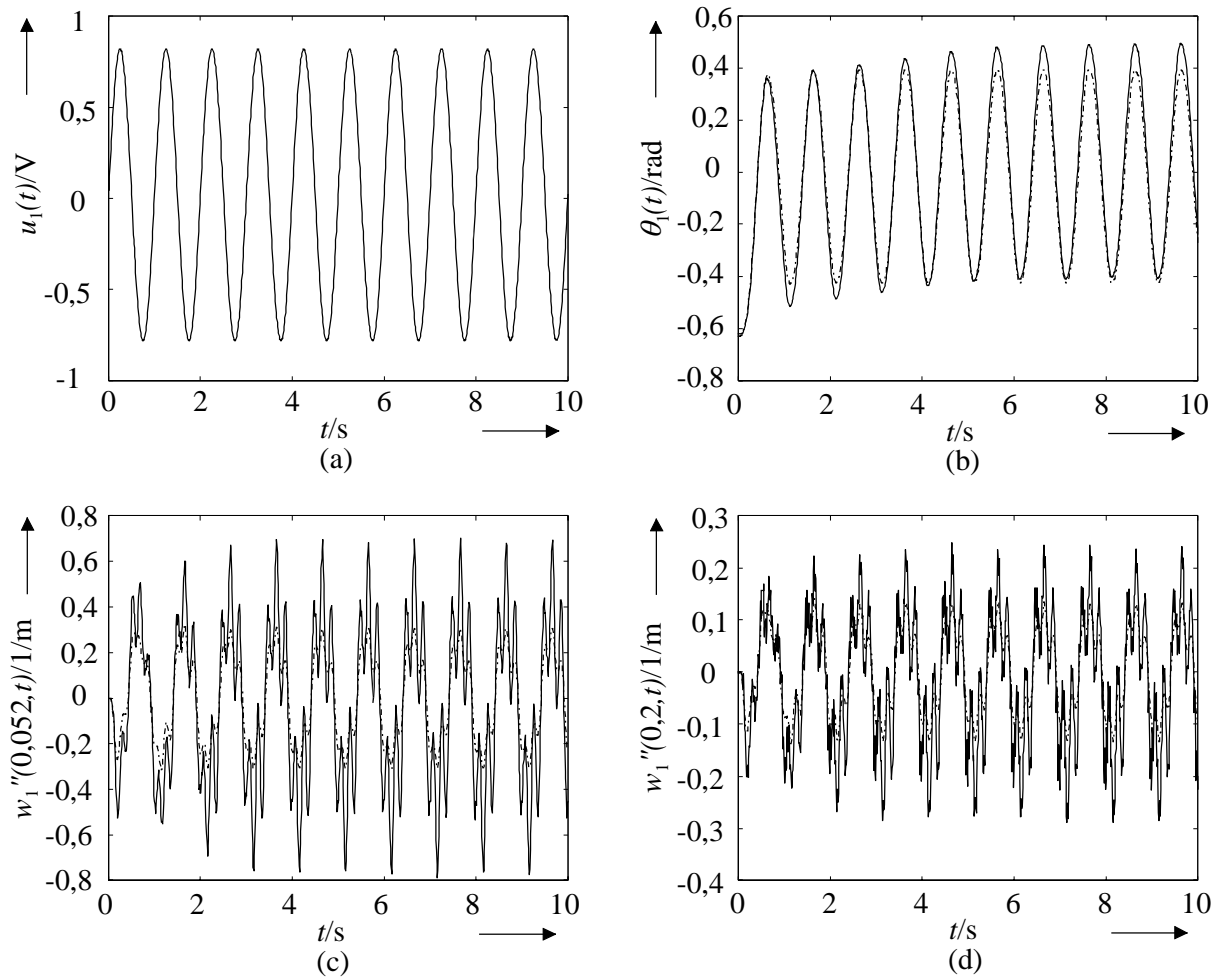 1
0,5
0
-0,5
-1
u₁(t)/V
0 2 4 6 8 10
t/s
(a)
0,6
0,4
0,2
0
-0,2
-0,4
-0,6
-0,8
θ₁(t)/rad
0 2 4 6 8 10
t/s
(b)
0,8
0,6
0,4
0,2
0
-0,2
-0,4
-0,6
-0,8
w₁"(0,052,t)/1/m
0 2 4 6 8 10
t/s
(c)
0,3
0,2
0,1
0
-0,1
-0,2
-0,3
-0,4
w₁"(0,2,t)/1/m
0 2 4 6 8 10
t/s
(d)